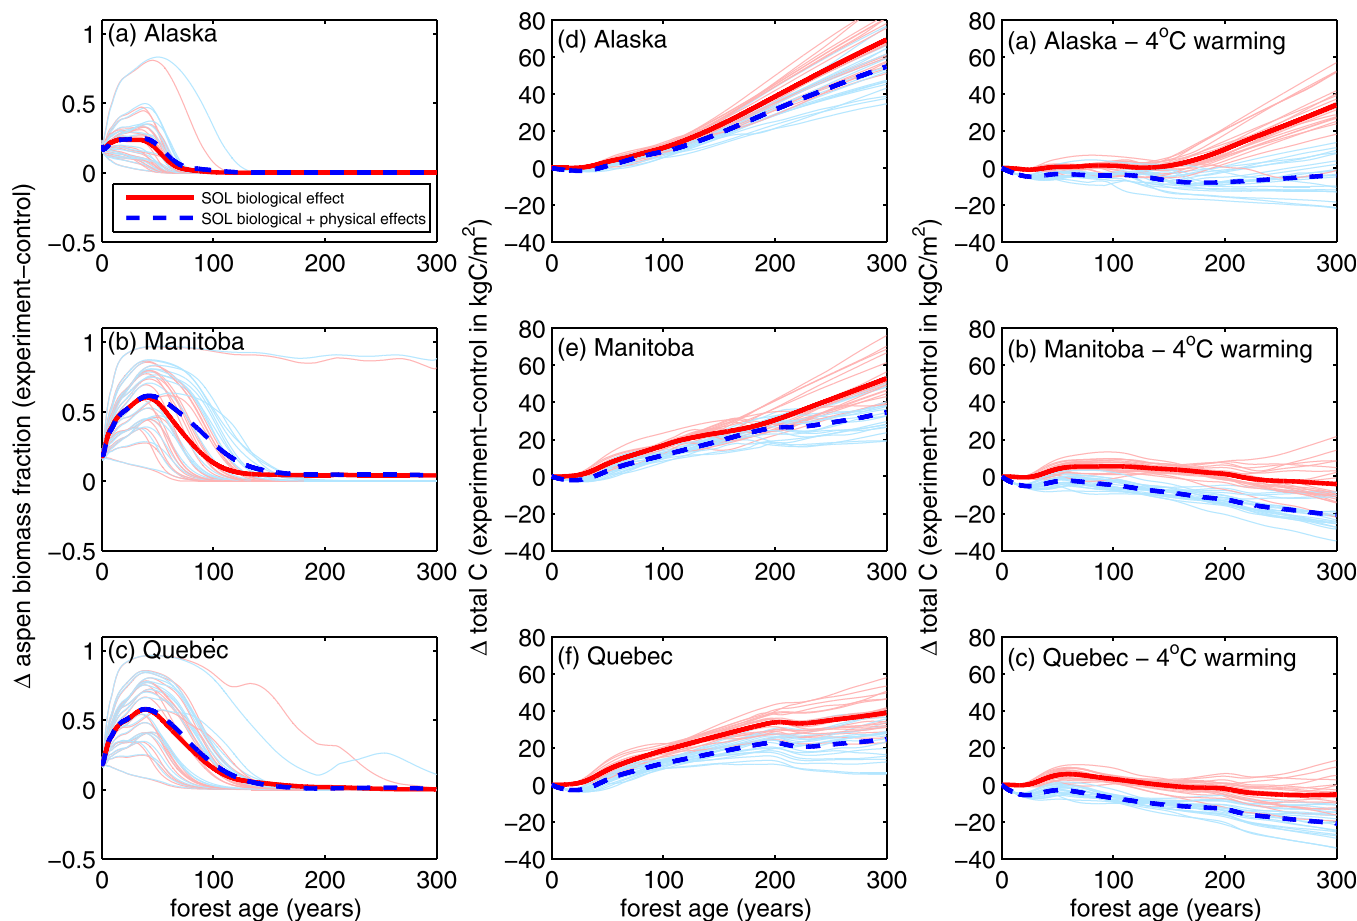 Δ aspen biomass fraction (experiment−control)
(a) Alaska
1
0.5
0
−0.5
SOL biological effect
SOL biological + physical effects
0 100 200 300
(b) Manitoba
1
0.5
0
−0.5
0 100 200 300
(c) Quebec
1
0.5
0
−0.5
0 100 200 300
forest age (years)
Δ total C (experiment−control in kgC/m²)
(d) Alaska
80
60
40
20
0
−20
−40
0 100 200 300
(e) Manitoba
80
60
40
20
0
−20
−40
0 100 200 300
(f) Quebec
80
60
40
20
0
−20
−40
0 100 200 300
forest age (years)
Δ total C (experiment−control in kgC/m²)
(a) Alaska − 4°C warming
80
60
40
20
0
−20
−40
0 100 200 300
(b) Manitoba − 4°C warming
80
60
40
20
0
−20
−40
0 100 200 300
(c) Quebec − 4°C warming
80
60
40
20
0
−20
−40
0 100 200 300
forest age (years)